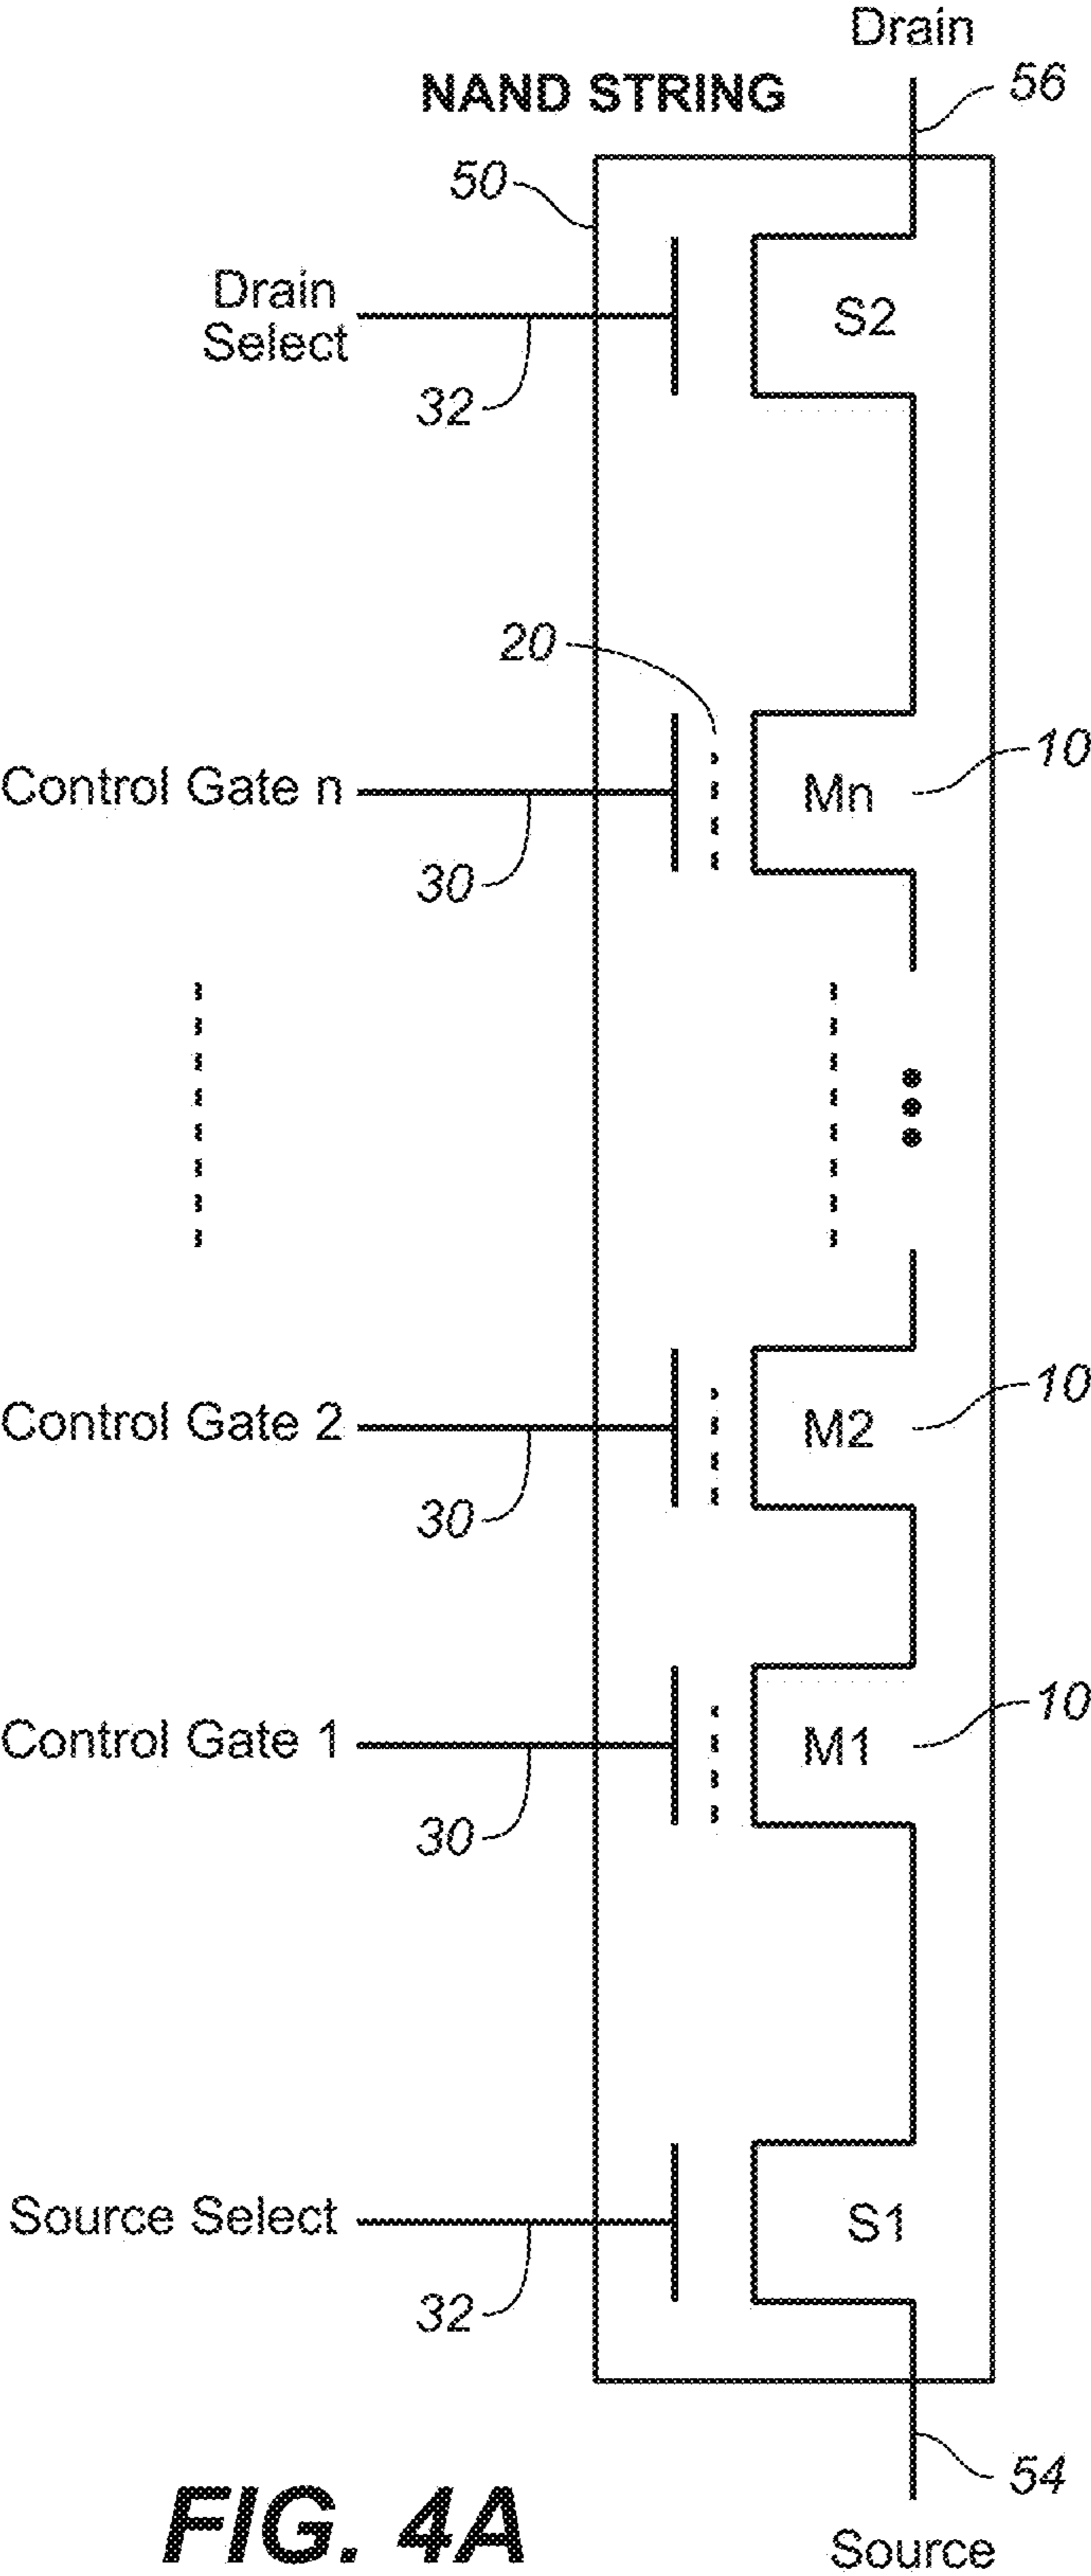 Drain
56
NAND STRING
50
Drain
Select
S2
32
20
Control Gate n
Mn
10
30
Control Gate 2
M2
10
30
Control Gate 1
M1
10
30
Source Select
S1
32
54
FIG. 4A
Source